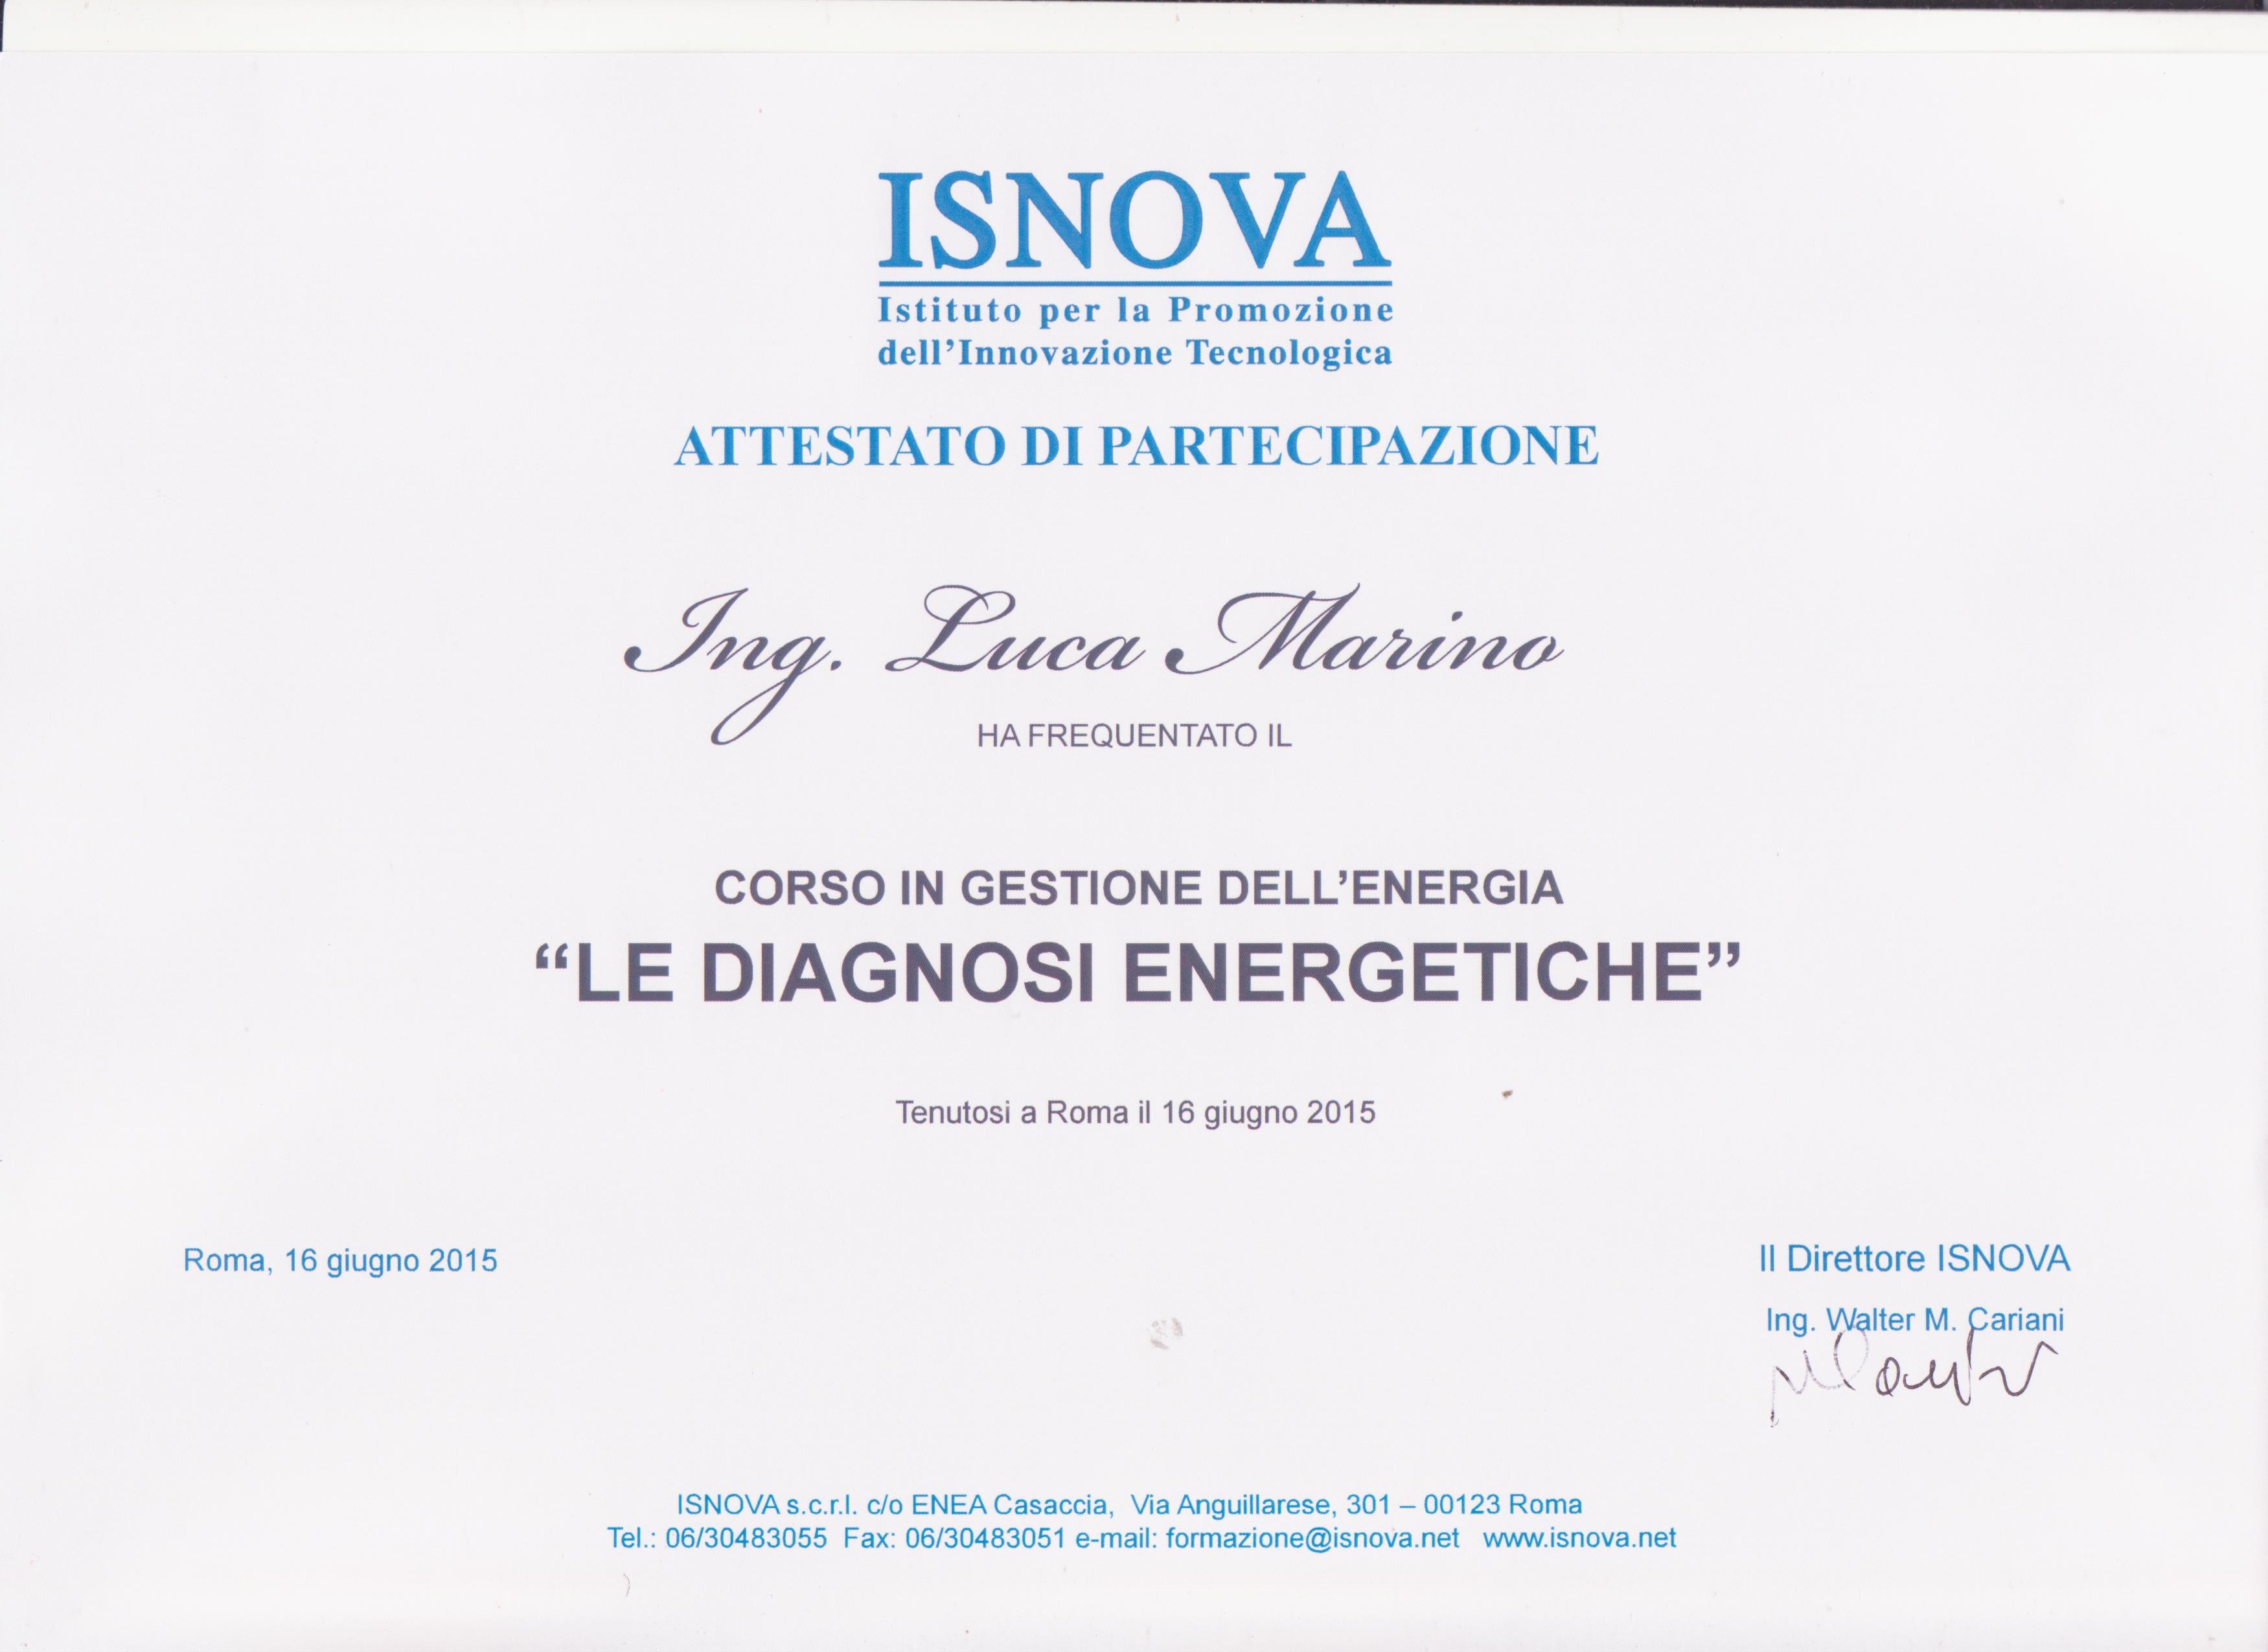 ISNOVA
Istituto per la Promozione
dell’Innovazione Tecnologica
ATTESTATO DI PARTECIPAZIONE
Ing. Luca Marino
HA FREQUENTATO IL
CORSO IN GESTIONE DELL’ENERGIA
“LE DIAGNOSI ENERGETICHE”
Tenutosi a Roma il 16 giugno 2015
Roma, 16 giugno 2015
Il Direttore ISNOVA
Ing. Walter M. Cariani
ISNOVA s.c.r.l. c/o ENEA Casaccia, Via Anguillarese, 301 – 00123 Roma
Tel.: 06/30483055 Fax: 06/30483051 e-mail: formazione@isnova.net www.isnova.net